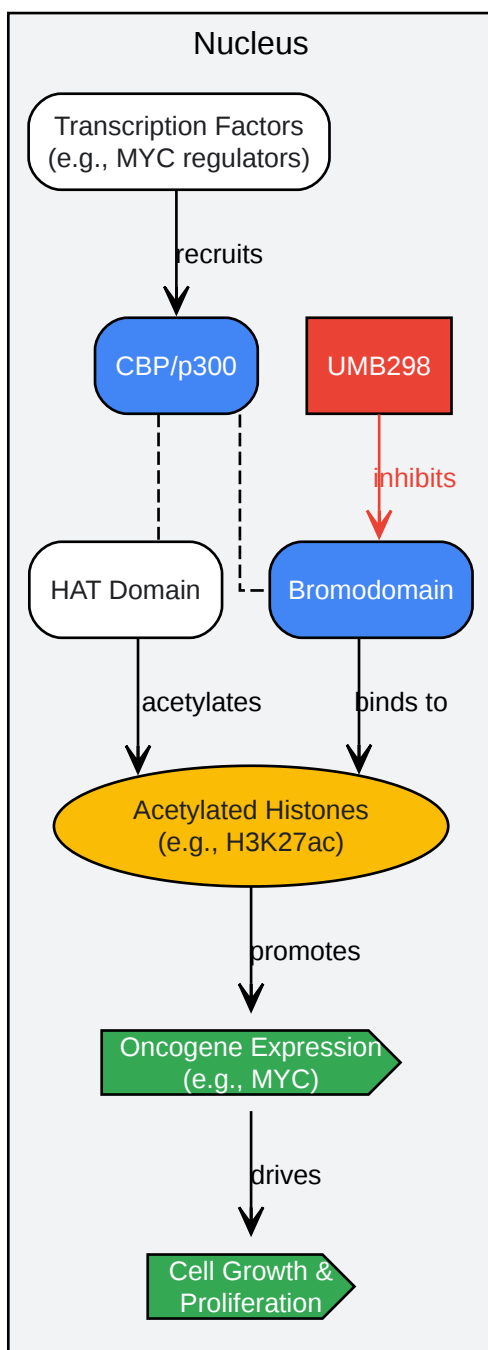 Nucleus
Transcription Factors
(e.g., MYC regulators)
recruits
CBP/p300
UMB298
inhibits
HAT Domain
Bromodomain
acetylates
binds to
Acetylated Histones
(e.g., H3K27ac)
promotes
Oncogene Expression
(e.g., MYC)
drives
Cell Growth &
Proliferation